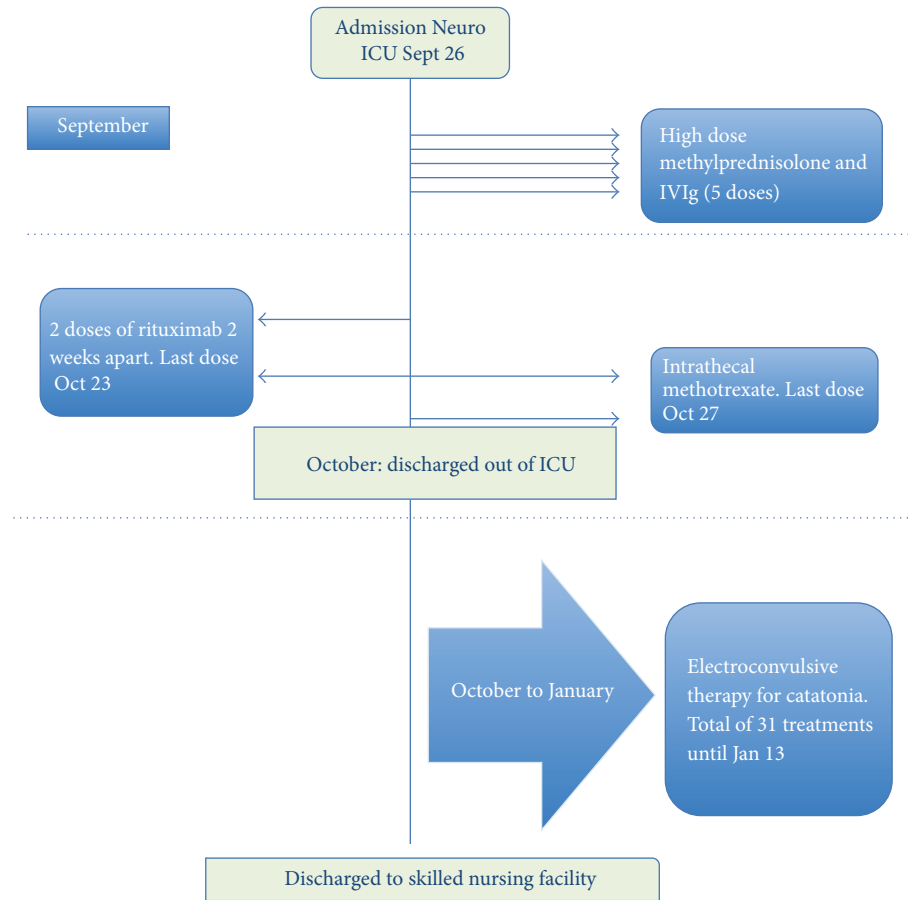 Admission Neuro
ICU Sept 26
September
High dose
methylprednisolone and
IVIg (5 doses)
2 doses of rituximab 2
weeks apart. Last dose
Oct 23
Intrathecal
methotrexate. Last dose
Oct 27
October: discharged out of ICU
October to January
Electroconvulsive
therapy for catatonia.
Total of 31 treatments
until Jan 13
Discharged to skilled nursing facility